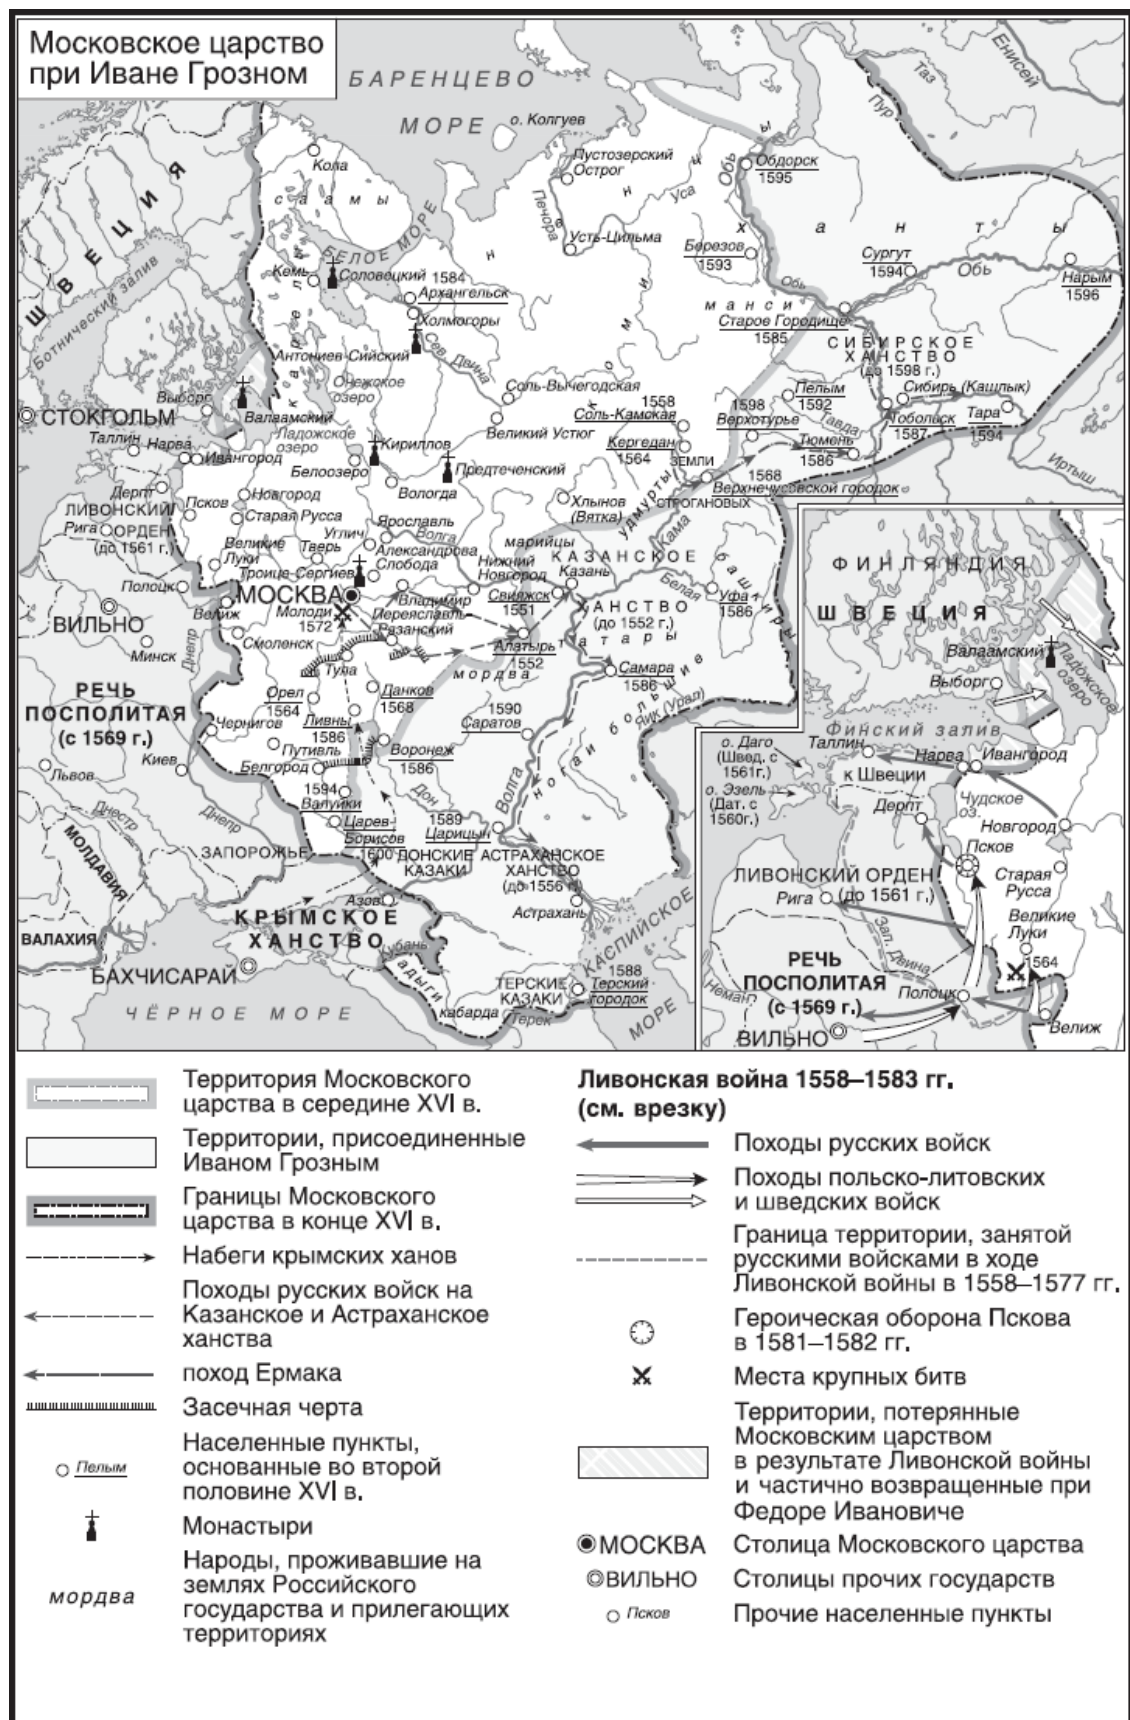 Московское царство
при Иване Грозном
БАРЕНЦЕВО
МОРЕ
о. Колгуев
Енисей
Таз
Пур
Кола
саамы
Пустозерский
Острог
Печора
Уса
Обь
Обдорск
1595
ханты
ШВЕЦИЯ
Ботнический залив
БЕЛОЕ МОРЕ
Усть-Цильма
Березов
1593
Сургут
1594
Обь
Нарым
1596
Кемь
Соловецкий
1584
Архангельск
Холмогоры
Обь
манси
Старое Городище
1585
СИБИРСКОЕ
ХАНСТВО
(до 1598 г.)
Антониев-Сийский
Сев. Двина
Онежское
озеро
карелы
ненцы
коми
Соль-Вычегодская
1558
Соль-Камская
1598
Верхотурье
Пелым
1592
Тавда
Сибирь (Кашлык)
Тобольск
1587
Тара
1594
Выборг
СТОКГОЛЬМ
Валаамский
Ладожское
озеро
Великий Устюг
Кергедан
1564
Тюмень
1586
Таллин
Нарва
Ивангород
Кириллов
Белоозеро
Предтеченский
ЗЕМЛИ
СТРОГАНОВЫХ
1568
Верхнечусовской городок
Иртыш
Вологда
Дерпт
Псков
Новгород
Старая Русса
Хлынов
(Вятка)
удмурты
Кама
ЛИВОНСКИЙ
ОРДЕН
(до 1561 г.)
Рига
Ярославль
Углич
Волга
Великие
Луки
Тверь
Александрова
Слобода
марийцы
КАЗАНСКОЕ
ХАНСТВО
(до 1552 г.)
Троице-Сергиев
Нижний
Новгород
Казань
Белая
башкиры
Полоцк
МОСКВА
Владимир
Свияжск
1551
Уфа
1586
Велиж
Молоди
1572
Переяславль-
Рязанский
татары
ВИЛЬНО
Минск
Смоленск
Днепр
Тула
Алатырь
1552
мордва
Самара
1586
РЕЧЬ
ПОСПОЛИТАЯ
(с 1569 г.)
Орел
1564
Данков
1568
1590
Саратов
Яик (Урал)
ногаи большие
Чернигов
Ливны
1586
Путивль
Воронеж
1586
Белгород
Киев
Львов
1594
Валуйки
Дон
Волга
Днестр
Днепр
Царев-
Борисов
1600
1589
Царицын
МОЛДАВИЯ
ЗАПОРОЖЬЕ
ДОНСКИЕ
КАЗАКИ
АСТРАХАНСКОЕ
ХАНСТВО
(до 1556 г.)
Азов
Астрахань
КРЫМСКОЕ
ХАНСТВО
ВАЛАХИЯ
БАХЧИСАРАЙ
Кубань
адыги
КАСПИЙСКОЕ
МОРЕ
ЧЁРНОЕ МОРЕ
кабарда
ТЕРСКИЕ
КАЗАКИ
Терек
1588
Терский
городок
ФИНЛЯНДИЯ
ШВЕЦИЯ
Валаамский
Ладожское
озеро
Выборг
Финский залив
о. Даго
(Швед. с
1561г.)
Таллин
к Швеции
Нарва
Ивангород
о. Эзель
(Дат. с
1560г.)
Дерпт
Чудское
оз.
Новгород
Псков
ЛИВОНСКИЙ ОРДЕН
(до 1561 г.)
Рига
Старая
Русса
Великие
Луки
1564
Зап. Двина
РЕЧЬ
ПОСПОЛИТАЯ
(с 1569 г.)
Неман
Полоцк
ВИЛЬНО
Велиж
Территория Московского
царства в середине XVI в.
Территории, присоединенные
Иваном Грозным
Границы Московского
царства в конце XVI в.
Набеги крымских ханов
Походы русских войск на
Казанское и Астраханское
ханства
поход Ермака
Засечная черта
Пелым
Населенные пункты,
основанные во второй
половине XVI в.
Монастыри
мордва
Народы, проживавшие на
землях Российского
государства и прилегающих
территориях
Ливонская война 1558–1583 гг.
(см. врезку)
Походы русских войск
Походы польско-литовских
и шведских войск
Граница территории, занятой
русскими войсками в ходе
Ливонской войны в 1558–1577 гг.
Героическая оборона Пскова
в 1581–1582 гг.
Места крупных битв
Территории, потерянные
Московским царством
в результате Ливонской войны
и частично возвращенные при
Федоре Ивановиче
МОСКВА
Столица Московского царства
ВИЛЬНО
Столицы прочих государств
Псков
Прочие населенные пункты